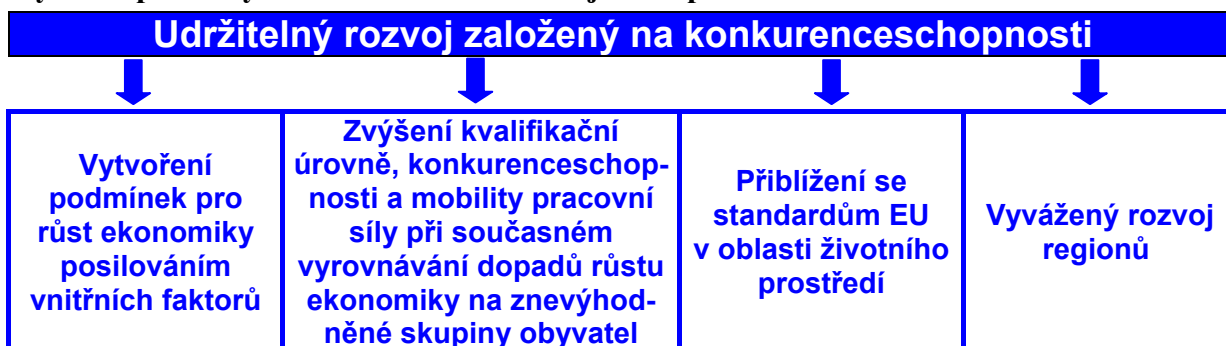 Udržitelný rozvoj založený na konkurenceschopnosti
Vytvoření
podmínek pro
růst ekonomiky
posilováním
vnitřních faktorů
Zvýšení kvalifikační
úrovně, konkurenceschop-
nosti a mobility pracovní
síly při současném
vyrovnávání dopadů růstu
ekonomiky na znevýhod-
něné skupiny obyvatel
Přiblížení se
standardům EU
v oblasti životního
prostředí
Vyvážený rozvoj
regionů